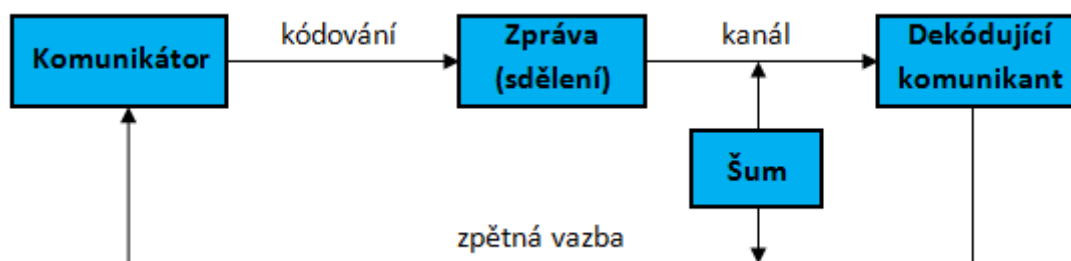 Komunikátor
kódování
Zpráva
(sdělení)
kanál
Dekódující
komunikant
Šum
zpětná vazba